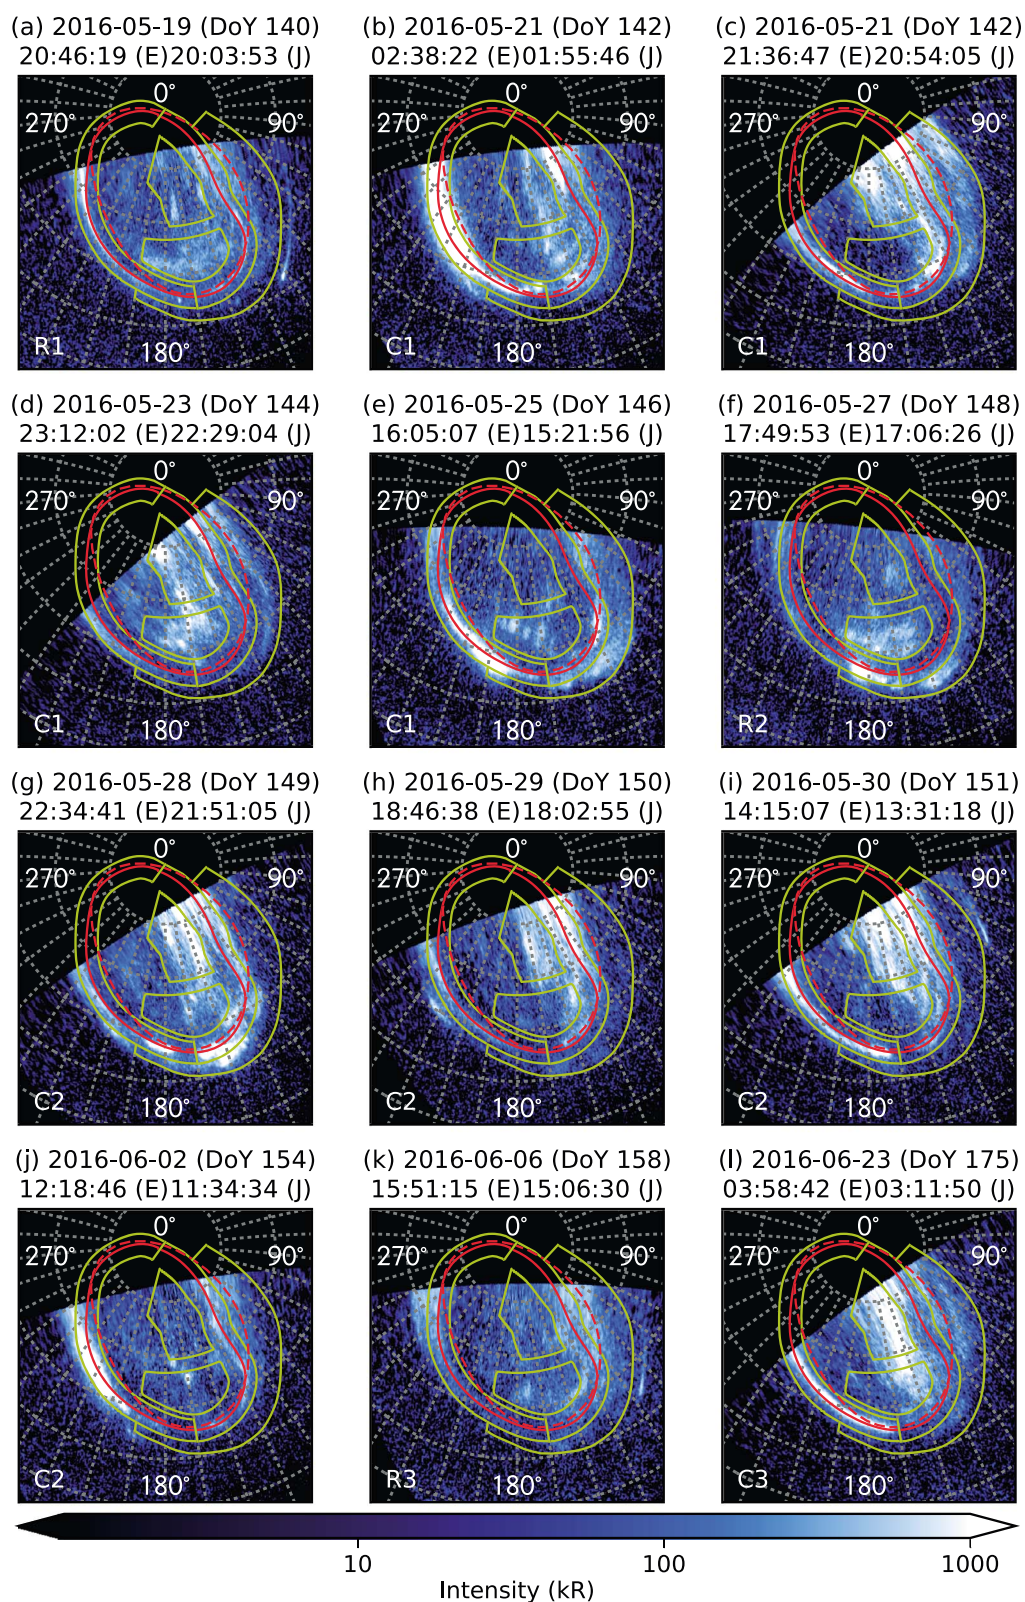 (a) 2016-05-19 (DoY 140)
20:46:19 (E)20:03:53 (J)
(b) 2016-05-21 (DoY 142)
02:38:22 (E)01:55:46 (J)
(c) 2016-05-21 (DoY 142)
21:36:47 (E)20:54:05 (J)
0°
270°
90°
180°
R1
0°
270°
90°
180°
C1
0°
270°
90°
180°
C1
(d) 2016-05-23 (DoY 144)
23:12:02 (E)22:29:04 (J)
(e) 2016-05-25 (DoY 146)
16:05:07 (E)15:21:56 (J)
(f) 2016-05-27 (DoY 148)
17:49:53 (E)17:06:26 (J)
0°
270°
90°
180°
C1
0°
270°
90°
180°
C1
0°
270°
90°
180°
R2
(g) 2016-05-28 (DoY 149)
22:34:41 (E)21:51:05 (J)
(h) 2016-05-29 (DoY 150)
18:46:38 (E)18:02:55 (J)
(i) 2016-05-30 (DoY 151)
14:15:07 (E)13:31:18 (J)
0°
270°
90°
180°
C2
0°
270°
90°
180°
C2
0°
270°
90°
180°
C2
(j) 2016-06-02 (DoY 154)
12:18:46 (E)11:34:34 (J)
(k) 2016-06-06 (DoY 158)
15:51:15 (E)15:06:30 (J)
(l) 2016-06-23 (DoY 175)
03:58:42 (E)03:11:50 (J)
0°
270°
90°
180°
C2
0°
270°
90°
180°
R3
0°
270°
90°
180°
C3
10
100
1000
Intensity (kR)